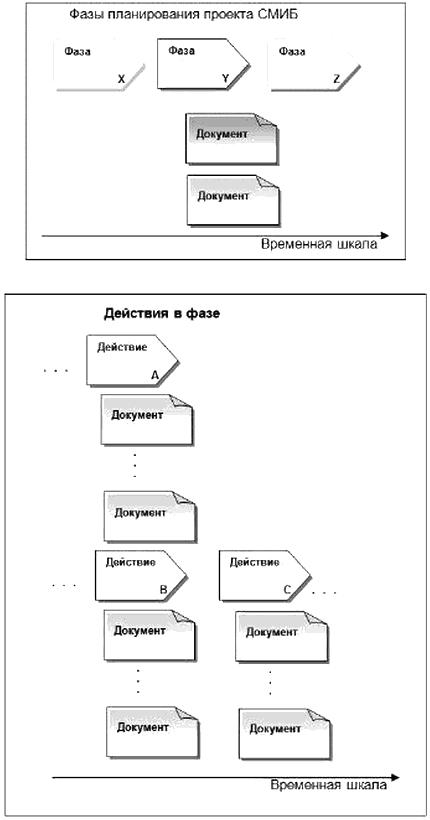 Фазы планирования проекта СМИБ
Фаза Фаза Фаза
X Y Z
Документ
Документ
Временная шкала
Действия в фазе
Действие
. . . A
Документ
.
.
.
Документ
Действие Действие
. . . B C . . .
Документ Документ
. .
. .
. .
Документ Документ
Временная шкала